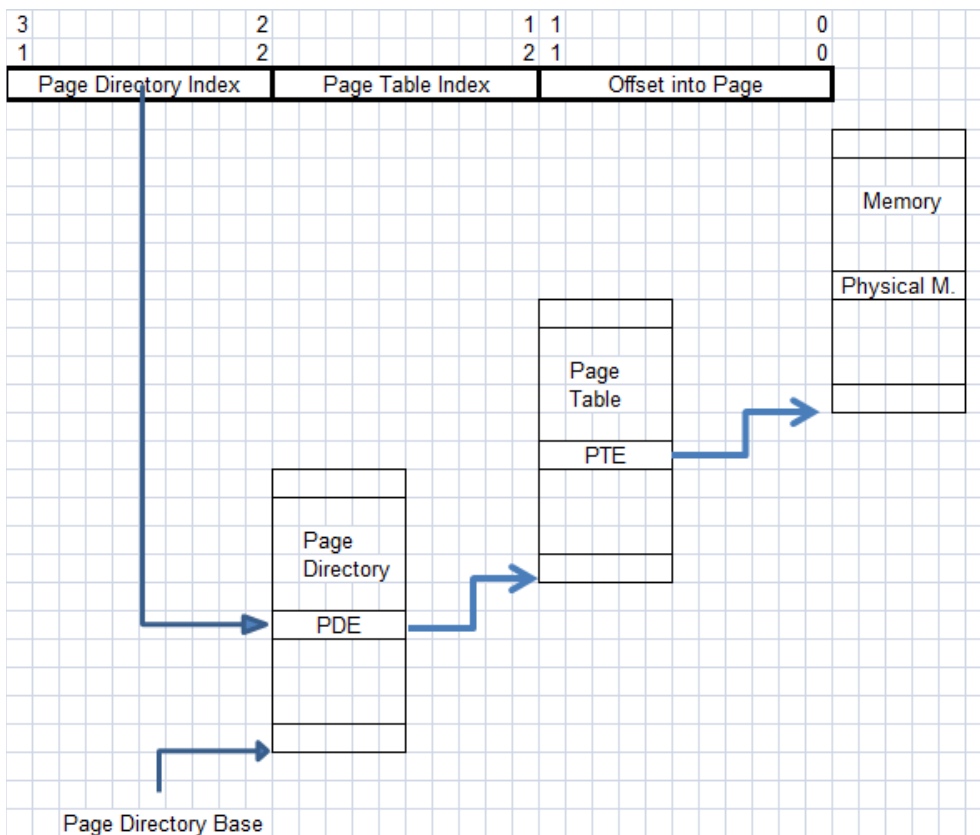 3 2 1 1 0
1 2 2 1 0
Page Directory Index Page Table Index Offset into Page
Memory
Physical M.
Page
Table
PTE
Page
Directory
PDE
Page Directory Base